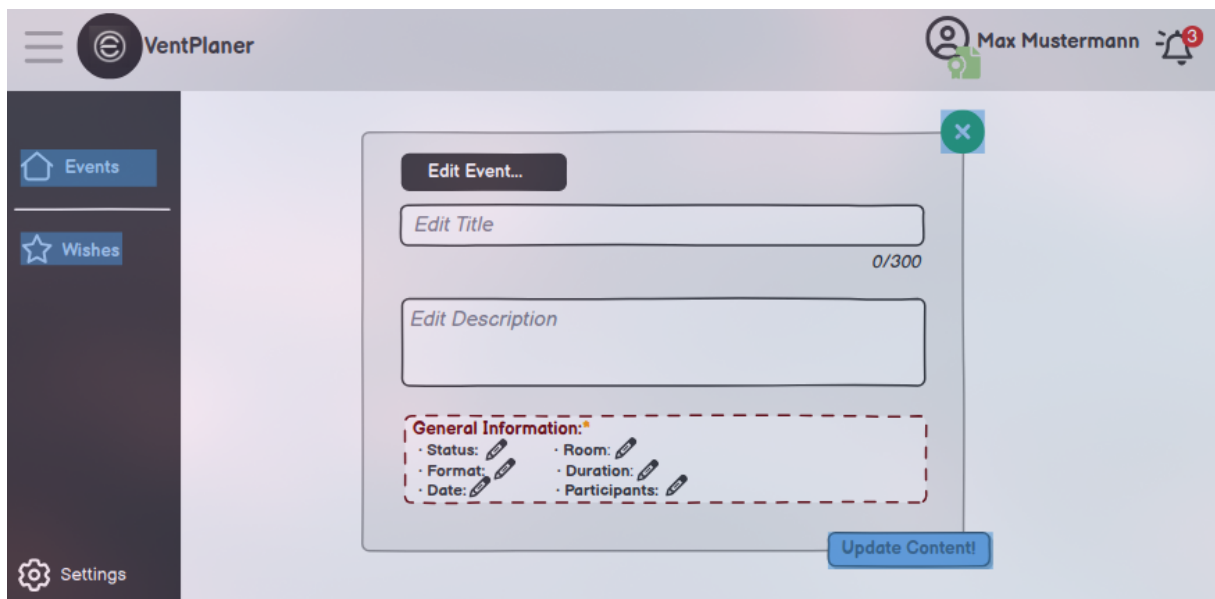 VentPlaner
Max Mustermann
3
Events
Wishes
Settings
Edit Event...
Edit Title
0/300
Edit Description
General Information:*
· Status:
· Room:
· Format:
· Duration:
· Date:
· Participants:
Update Content!